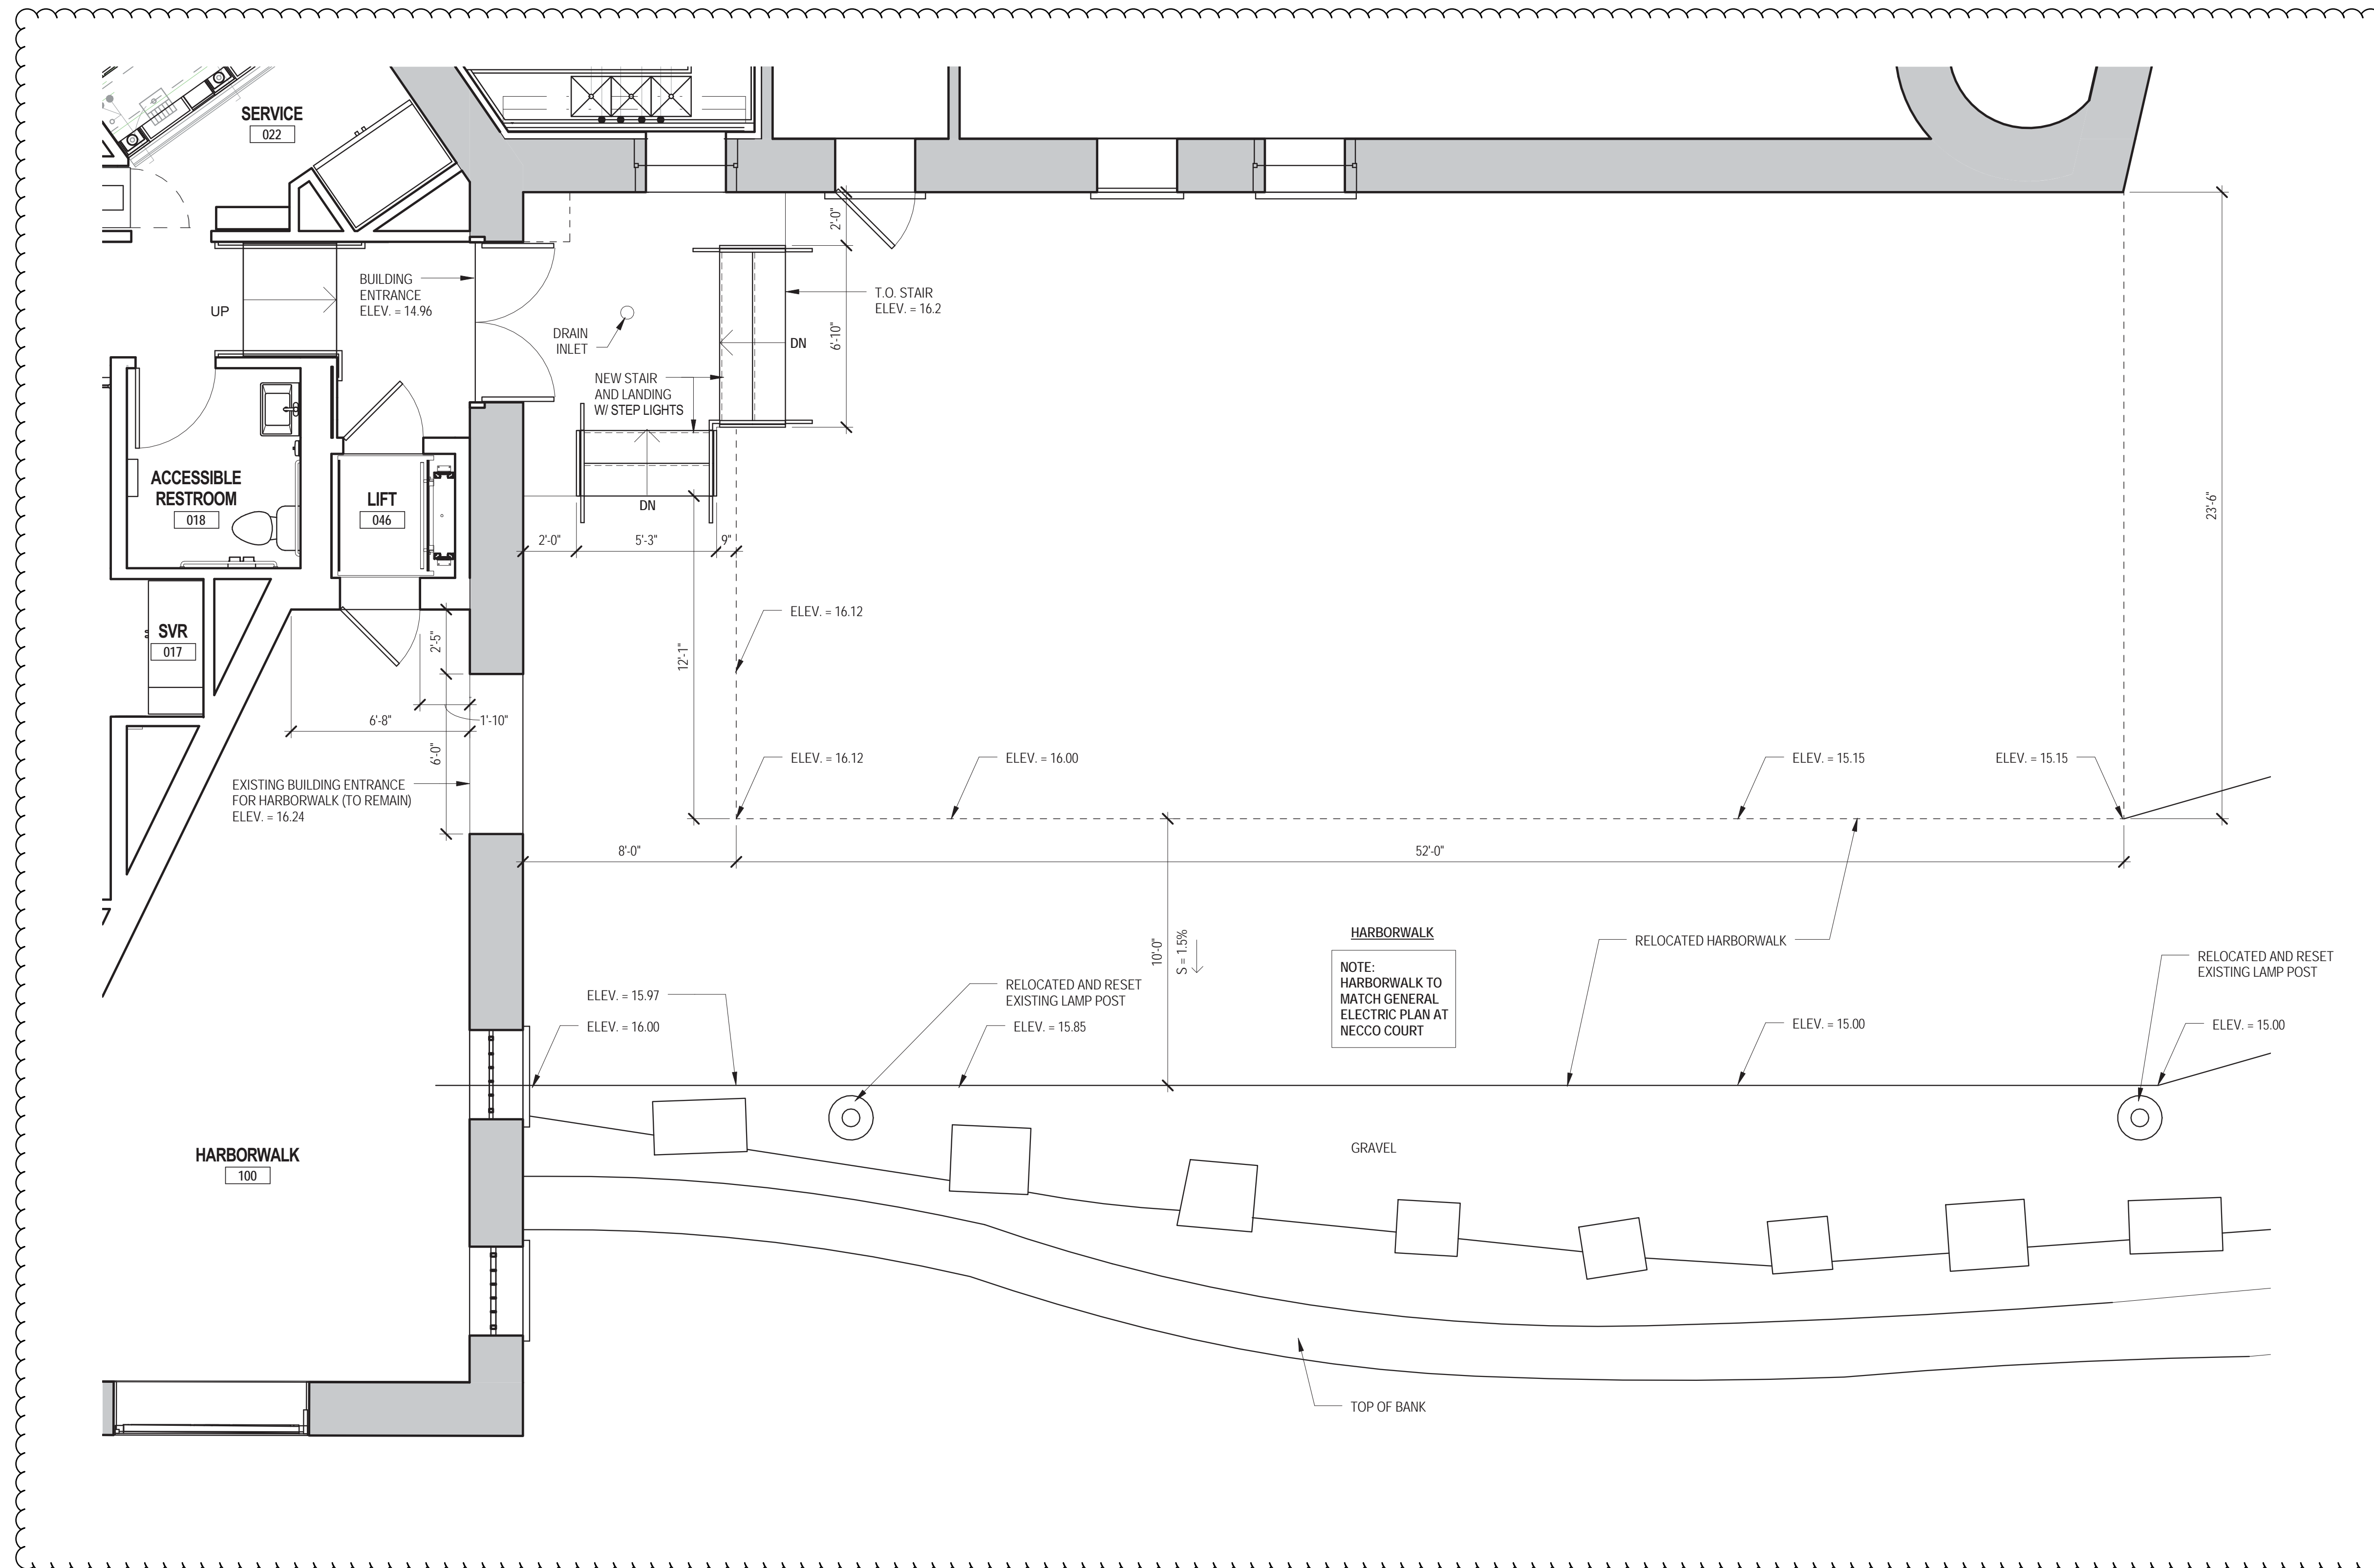 SERVICE
022
BUILDING
ENTRANCE
ELEV. = 14.96
UP
DRAIN
INLET
2'-0"
T.O. STAIR
ELEV. = 16.2
6'-10"
DN
NEW STAIR
AND LANDING
W/ STEP LIGHTS
DN
ACCESSIBLE
RESTROOM
018
LIFT
046
2'-0"
5'-3"
9"
23'-6"
SVR
017
2'-5"
12'-1"
ELEV. = 16.12
6'-8"
1'-10"
6'-0"
EXISTING BUILDING ENTRANCE
FOR HARBORWALK (TO REMAIN)
ELEV. = 16.24
ELEV. = 16.12
ELEV. = 16.00
ELEV. = 15.15
ELEV. = 15.15
8'-0"
52'-0"
10'-0"
S = 1.5%
HARBORWALK
NOTE:
HARBORWALK TO
MATCH GENERAL
ELECTRIC PLAN AT
NECCO COURT
RELOCATED HARBORWALK
RELOCATED AND RESET
EXISTING LAMP POST
RELOCATED AND RESET
EXISTING LAMP POST
ELEV. = 15.97
ELEV. = 16.00
ELEV. = 15.85
ELEV. = 15.00
ELEV. = 15.00
HARBORWALK
100
GRAVEL
TOP OF BANK